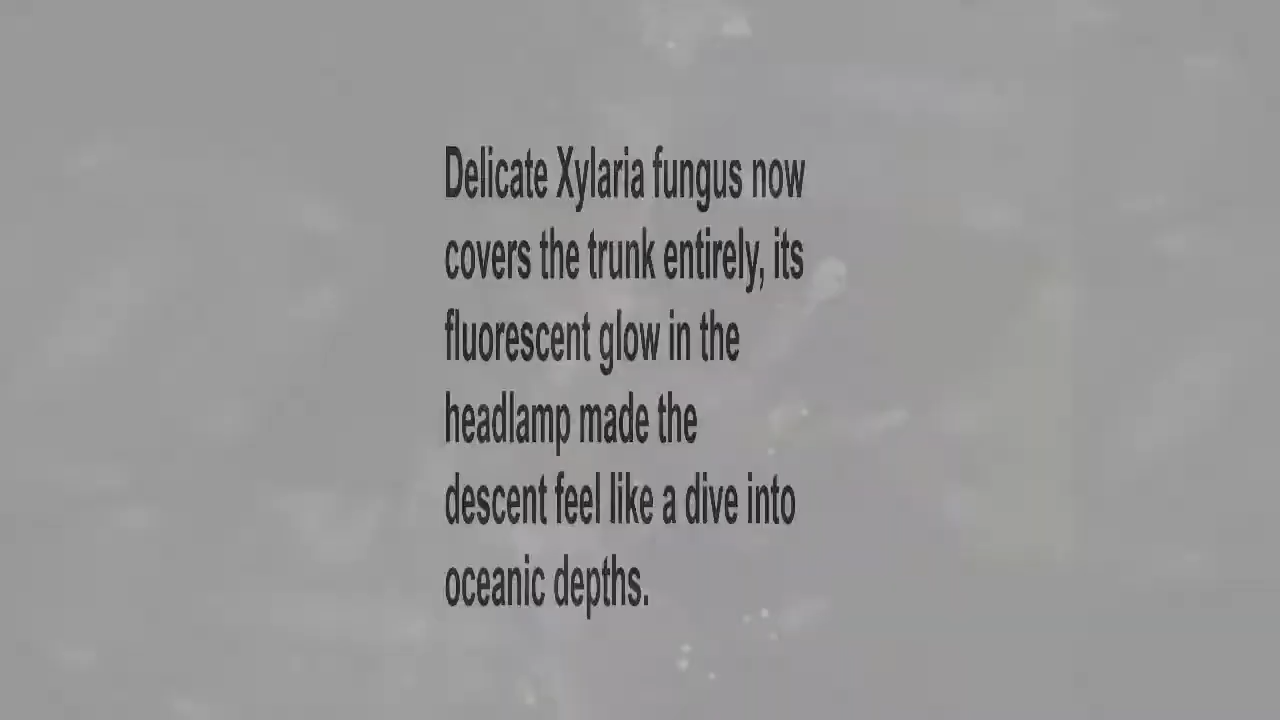 Delicate Xylaria fungus now
covers the trunk entirely, its
fluorescent glow in the
headlamp made the
descent feel like a dive into
oceanic depths.